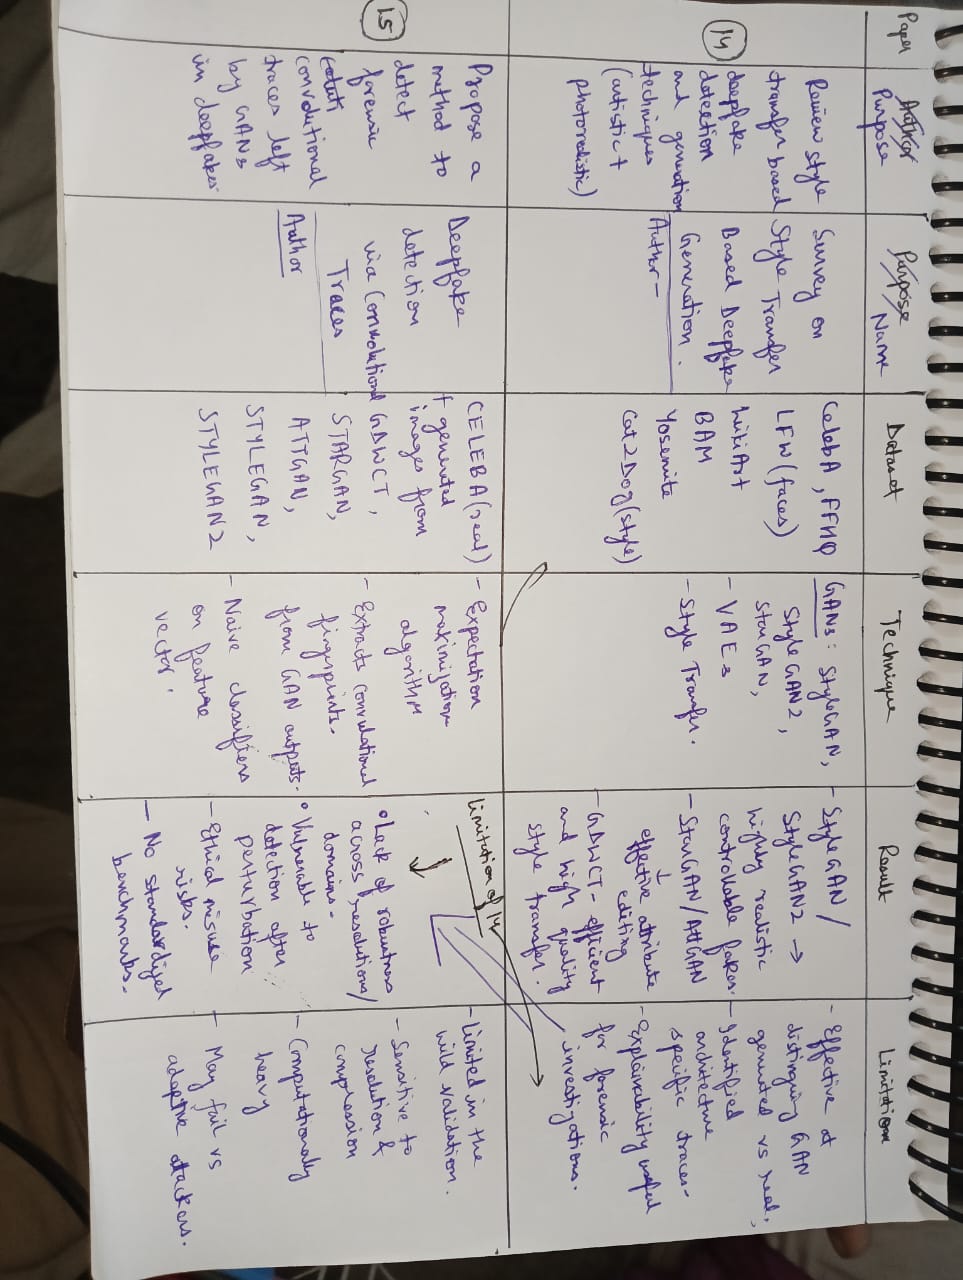 Paper
Author
Purpose
Purpose/
Name
Dataset
Technique
Result
Limitation
14
Review style
transfer based
deepfake
detection
and generation
techniques
(artistic +
photorealistic)
Survey on
Style Transfer
Based Deepfake
Generation.
Author -
CelebA, FFHQ
LFW (faces)
WikiArt
BAM
Yosemite
Cat2Dog (style)
GANs: StyleGAN,
StyleGAN2,
StarGAN,
- VAEs
- Style Transfer.
- StyleGAN/
StyleGAN2 →
highly realistic
controllable fakes.
- StarGAN/AttGAN
↓
effective attribute
editing
- GDWCT - efficient
and high quality
style transfer.
- Effective at
distinguing GAN
generated vs real,
- Identified
architecture
specific traces-
- Explainability useful
for forensic
investigations.
15
Propose a
method to
detect
forensic
convolutional
traces left
by GANs
in deepfakes.
Deepfake
detection
via Convolutional
Traces
Author
CELEBA (real)
+ generated
images from
GDWCT,
STARGAN,
ATTGAN,
STYLEGAN,
STYLEGAN2
- Expectation
maximization
algorithm
- Extracts convulational
fingerprints.
from GAN outputs.
- Naive classifiers
on feature
vector.
limitation of 14
• Lack of robustness
across resolutions/
domains.
• Vulnerable to
detection after
perturbation
- Ethical misuse
risks.
- No standardized
benchmarks.
- Limited in the
wild validation.
- Sensitive to
resolution &
compression
- Computationally
heavy
- May fail vs
adaptive attackers.